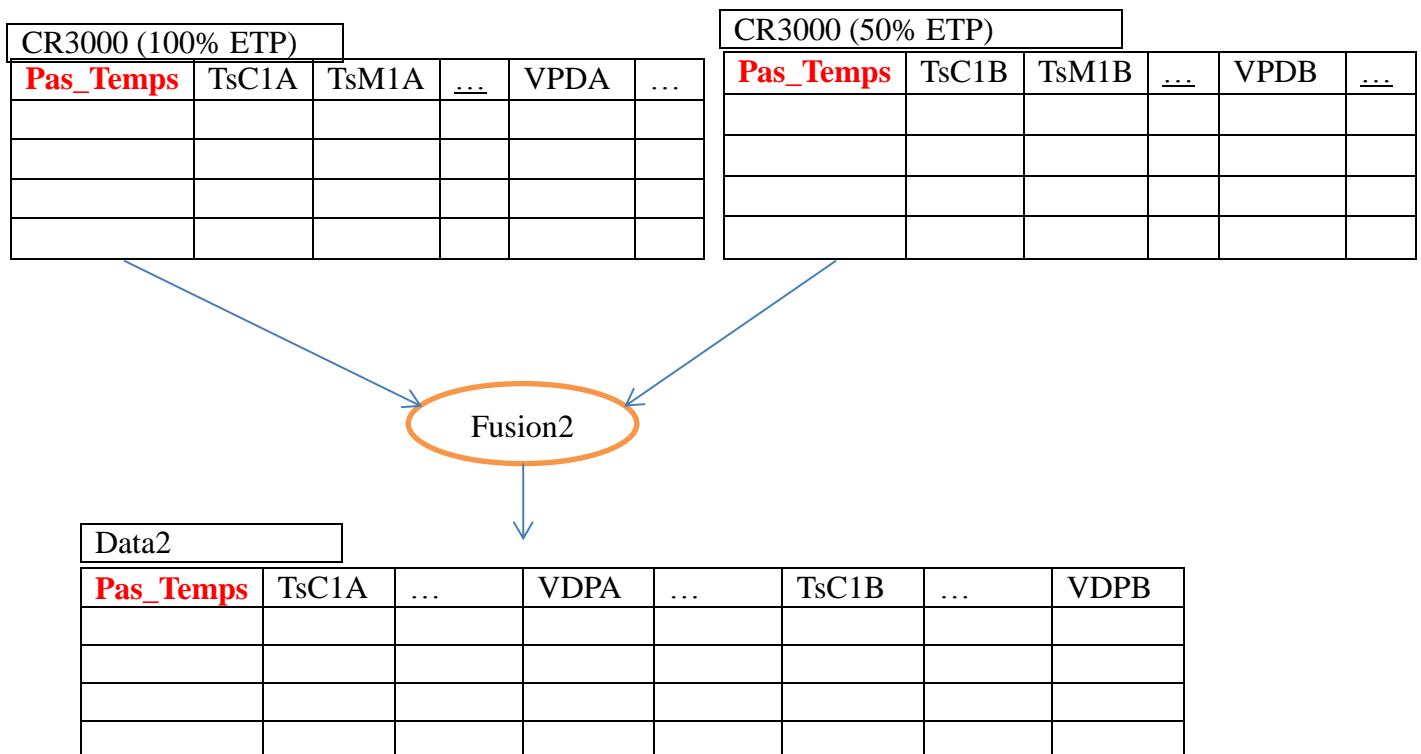 CR3000 (100% ETP)
Pas_Temps TsC1A TsM1A ... VPDA ...
CR3000 (50% ETP)
Pas_Temps TsC1B TsM1B ... VPDB ...
Fusion2
Data2
Pas_Temps TsC1A ... VDPA ... TsC1B ... VDPB